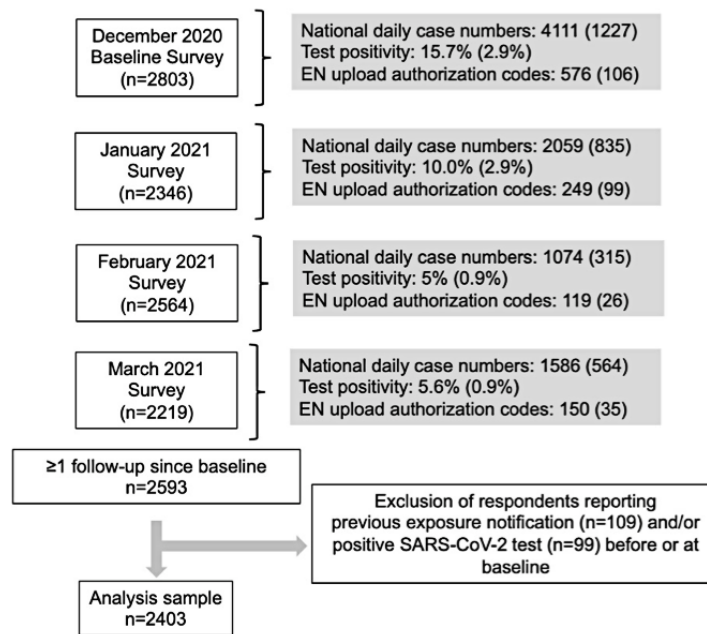 December 2020
Baseline Survey
(n=2803)
National daily case numbers: 4111 (1227)
Test positivity: 15.7% (2.9%)
EN upload authorization codes: 576 (106)
January 2021
Survey
(n=2346)
National daily case numbers: 2059 (835)
Test positivity: 10.0% (2.9%)
EN upload authorization codes: 249 (99)
February 2021
Survey
(n=2564)
National daily case numbers: 1074 (315)
Test positivity: 5% (0.9%)
EN upload authorization codes: 119 (26)
March 2021
Survey
(n=2219)
National daily case numbers: 1586 (564)
Test positivity: 5.6% (0.9%)
EN upload authorization codes: 150 (35)
≥1 follow-up since baseline
n=2593
Exclusion of respondents reporting
previous exposure notification (n=109) and/or
positive SARS-CoV-2 test (n=99) before or at
baseline
Analysis sample
n=2403